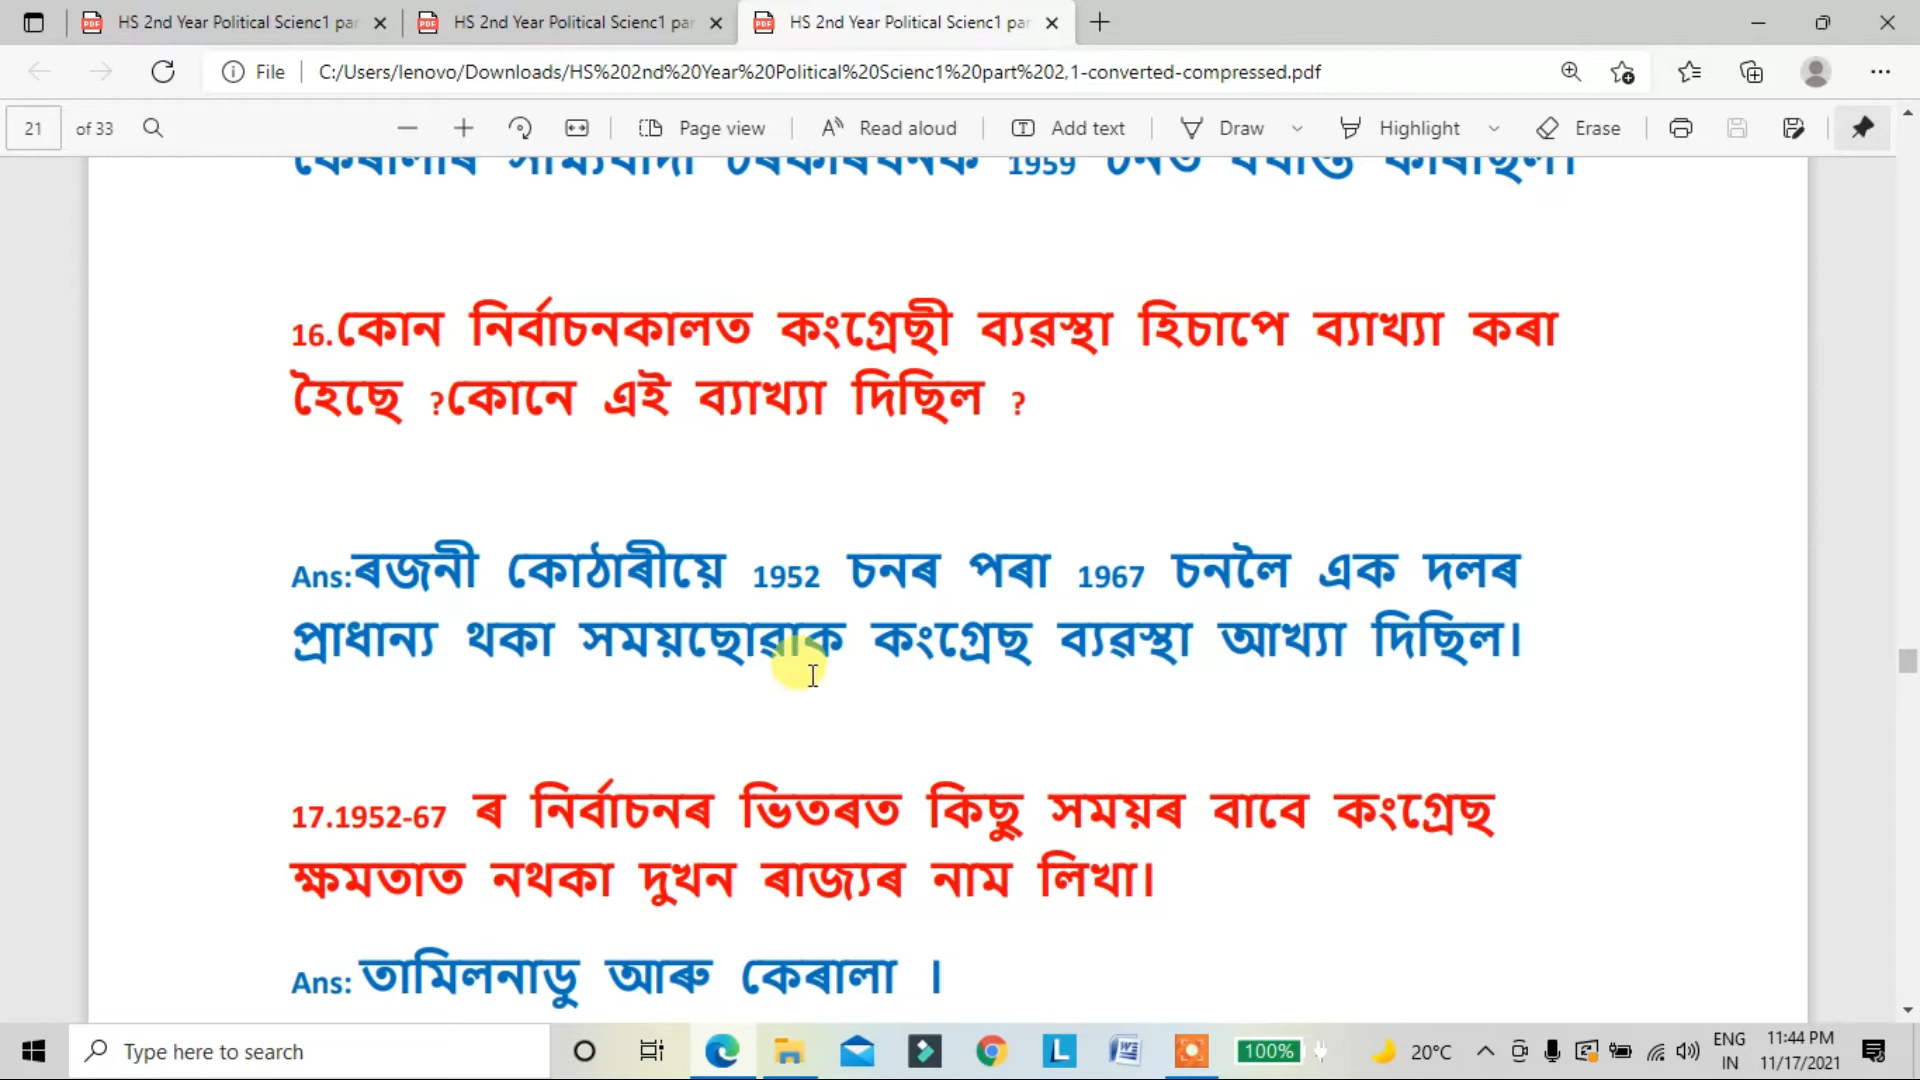 HS 2nd Year Political Scienc1 par
HS 2nd Year Political Scienc1 par
HS 2nd Year Political Scienc1 par
File
C:/Users/lenovo/Downloads/HS%202nd%20Year%20Political%20Scienc1%20part%202,1-converted-compressed.pdf
21 of 33
Page view
Read aloud
Add text
Draw
Highlight
Erase
1959
16.কোন নিৰ্বাচনকালত কংগ্ৰেছী ব্যৱস্থা হিচাপে ব্যাখ্যা কৰা
হৈছে ?কোনে এই ব্যাখ্যা দিছিল ?
Ans:ৰজনী কোঠাৰীয়ে 1952 চনৰ পৰা 1967 চনলৈ এক দলৰ
প্ৰাধান্য থকা সময়ছোৱাক কংগ্ৰেছ ব্যৱস্থা আখ্যা দিছিল।
17.1952-67 ৰ নিৰ্বাচনৰ ভিতৰত কিছু সময়ৰ বাবে কংগ্ৰেছ
ক্ষমতাত নথকা দুখন ৰাজ্যৰ নাম লিখা।
Ans: তামিলনাডু আৰু কেৰালা ।
Type here to search
100%
20°C
ENG
IN
11:44 PM
11/17/2021